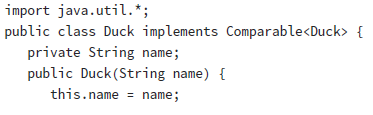 import java.util.*;
public class Duck implements Comparable<Duck> {
   private String name;
   public Duck(String name) {
      this.name = name;